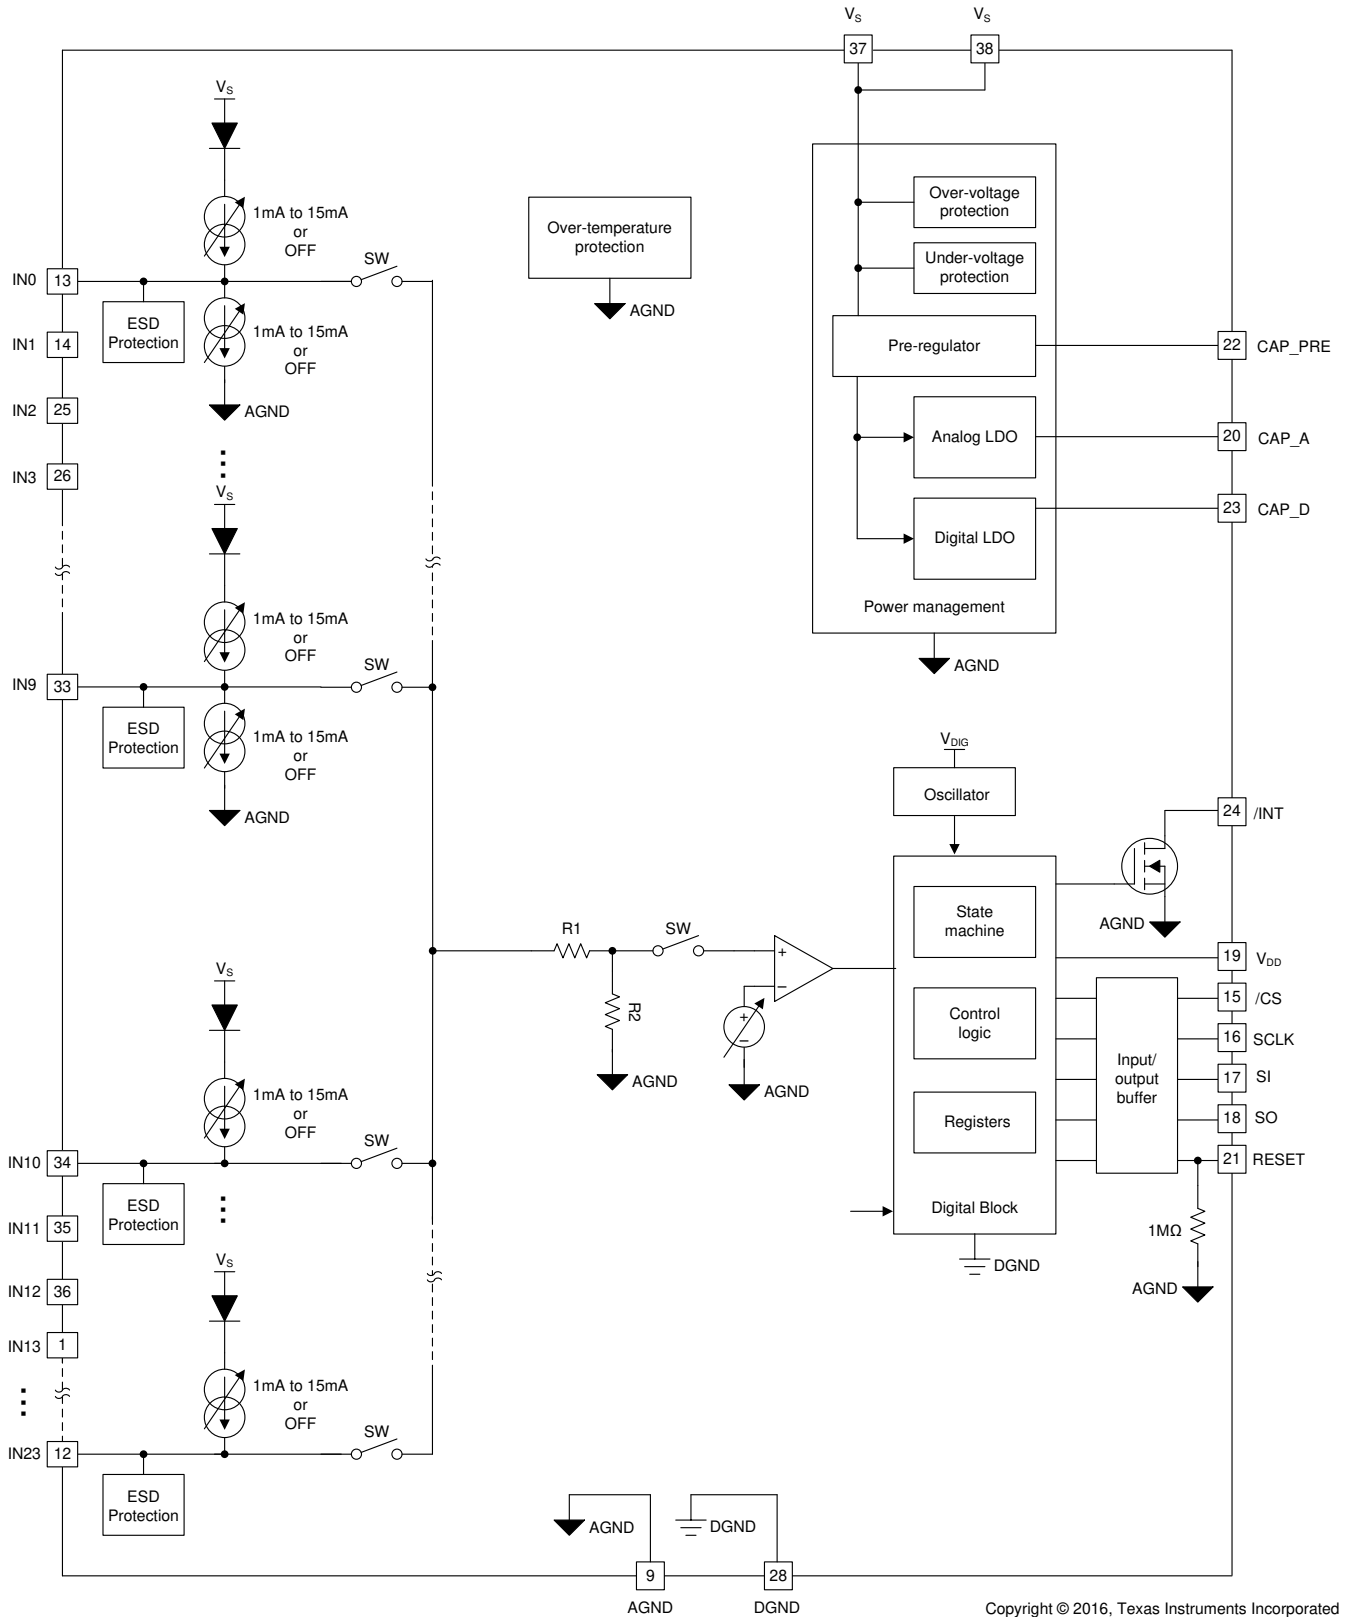 VS
VS
37
38
VS
1mA to 15mA
or
OFF
Over-temperature
protection
AGND
Over-voltage
protection
Under-voltage
protection
IN0
13
SW
ESD
Protection
1mA to 15mA
or
OFF
AGND
IN1
14
IN2
25
IN3
26
Pre-regulator
22
CAP_PRE
Analog LDO
20
CAP_A
Digital LDO
23
CAP_D
Power management
AGND
VS
1mA to 15mA
or
OFF
IN9
33
SW
ESD
Protection
1mA to 15mA
or
OFF
AGND
VDIG
Oscillator
24
/INT
AGND
State
machine
Control
logic
Registers
Digital Block
DGND
R1
SW
R2
AGND
+
−
+
−
AGND
19
VDD
15
/CS
16
SCLK
17
SI
18
SO
21
RESET
Input/
output
buffer
1MΩ
AGND
VS
1mA to 15mA
or
OFF
IN10
34
SW
ESD
Protection
IN11
35
IN12
36
IN13
1
VS
1mA to 15mA
or
OFF
IN23
12
SW
ESD
Protection
AGND
DGND
9
28
AGND
DGND
Copyright © 2016, Texas Instruments Incorporated